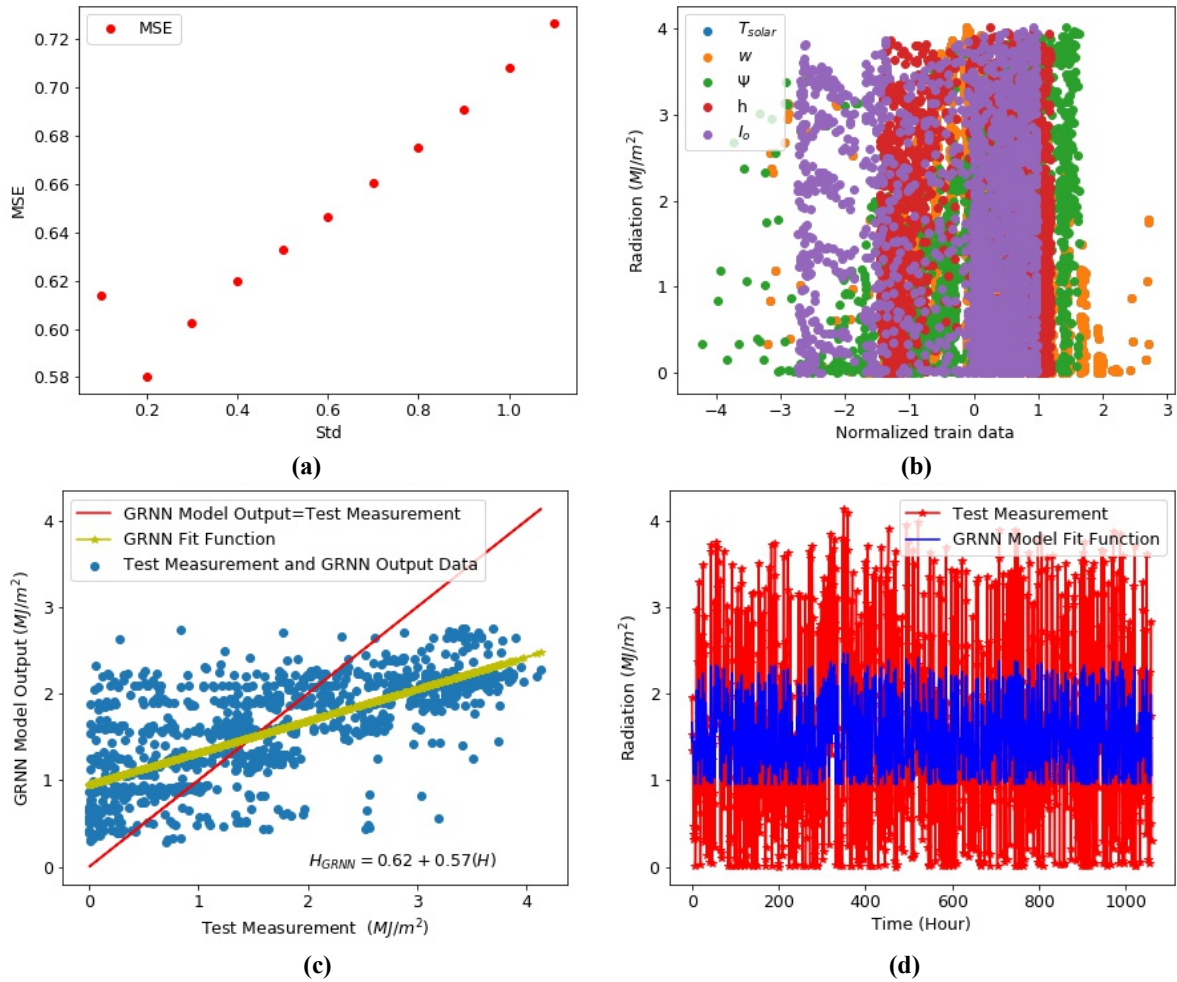 MSE
0.72
0.70
0.68
0.66
0.64
0.62
0.60
0.58
MSE
0.2
0.4
0.6
0.8
1.0
Std
(a)
T_solar
w
Ψ
h
I_o
4
3
2
1
0
Radiation (MJ/m²)
−4
−3
−2
−1
0
1
2
3
Normalized train data
(b)
GRNN Model Output=Test Measurement
GRNN Fit Function
Test Measurement and GRNN Output Data
4
3
2
1
0
GRNN Model Output (MJ/m²)
H_GRNN = 0.62 + 0.57(H)
0
1
2
3
4
Test Measurement (MJ/m²)
(c)
Test Measurement
GRNN Model Fit Function
4
3
2
1
0
Radiation (MJ/m²)
0
200
400
600
800
1000
Time (Hour)
(d)